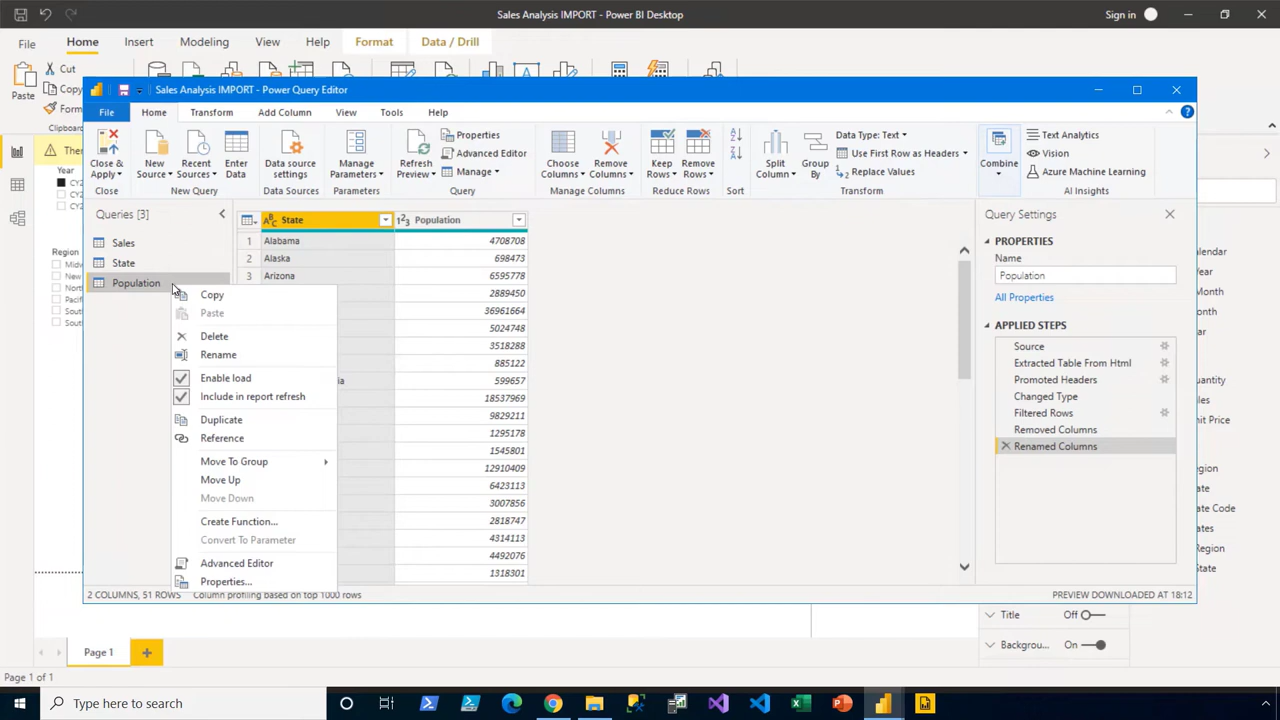 Sales Analysis IMPORT - Power BI Desktop
Sign in
File Home Insert Modeling View Help Format Data / Drill
Cut
Copy
Paste
Clipboard
Year
Region
Sales Analysis IMPORT - Power Query Editor
File Home Transform Add Column View Tools Help
Close & Apply
New Source
Recent Sources
Enter Data
Data source settings
Manage Parameters
Refresh Preview
Properties
Advanced Editor
Manage
Choose Columns
Remove Columns
Keep Rows
Remove Rows
Split Column
Group By
Data Type: Text
Use First Row as Headers
Replace Values
Combine
Text Analytics
Vision
Azure Machine Learning
Close
New Query
Data Sources
Parameters
Query
Manage Columns
Reduce Rows
Sort
Transform
AI Insights
Queries [3]
Sales
State
Population
Copy
Paste
Delete
Rename
Enable load
Include in report refresh
Duplicate
Reference
Move To Group
Move Up
Move Down
Create Function...
Convert To Parameter
Advanced Editor
Properties...
State Population
1 Alabama 4708708
2 Alaska 698473
3 Arizona 6595778
2889450
36961664
5024748
3518288
885122
599657
18537969
9829211
1295178
1545801
12910409
6423113
3007856
2818747
4314113
4492076
1318301
Query Settings
PROPERTIES
Name
Population
All Properties
APPLIED STEPS
Source
Extracted Table From Html
Promoted Headers
Changed Type
Filtered Rows
Removed Columns
Renamed Columns
2 COLUMNS, 51 ROWS
Column profiling based on top 1000 rows
PREVIEW DOWNLOADED AT 18:12
Title Off
On
Page 1
Page 1 of 1
Type here to search